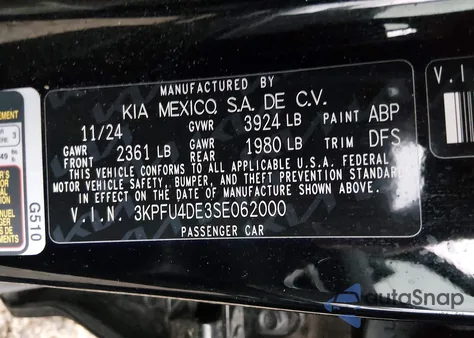 MANUFACTURED BY
KIA MEXICO, S.A. DE C.V.
11/24 GVWR 3924 LB PAINT ABP
GAWR FRONT 2361 LB GAWR REAR 1980 LB TRIM DFS
THIS VEHICLE CONFORMS TO ALL APPLICABLE U.S.A. FEDERAL
MOTOR VEHICLE SAFETY, BUMPER, AND THEFT PREVENTION STANDARDS
IN EFFECT ON THE DATE OF MANUFACTURE SHOWN ABOVE.
V.I.N. 3KPFU4DE3SE062000
PASSENGER CAR
G510
V.I
3
autoSnap